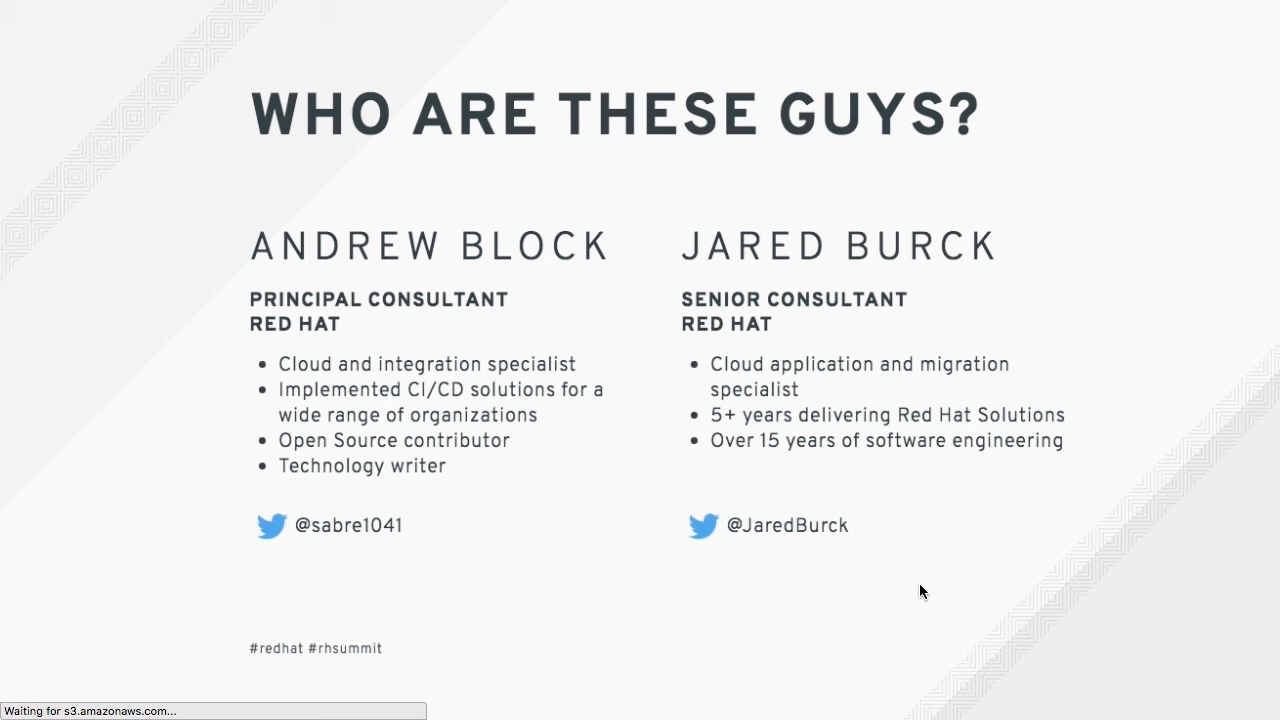 WHO ARE THESE GUYS?
ANDREW BLOCK
PRINCIPAL CONSULTANT
RED HAT
Cloud and integration specialist
Implemented CI/CD solutions for a
wide range of organizations
Open Source contributor
Technology writer
@sabre1041
JARED BURCK
SENIOR CONSULTANT
RED HAT
Cloud application and migration
specialist
5+ years delivering Red Hat Solutions
Over 15 years of software engineering
@JaredBurck
#redhat #rhsummit
Waiting for s3.amazonaws.com...